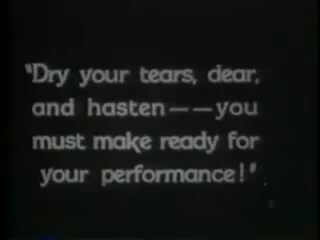 "Dry your tears, dear,
and hasten——you
must make ready for
your performance!"